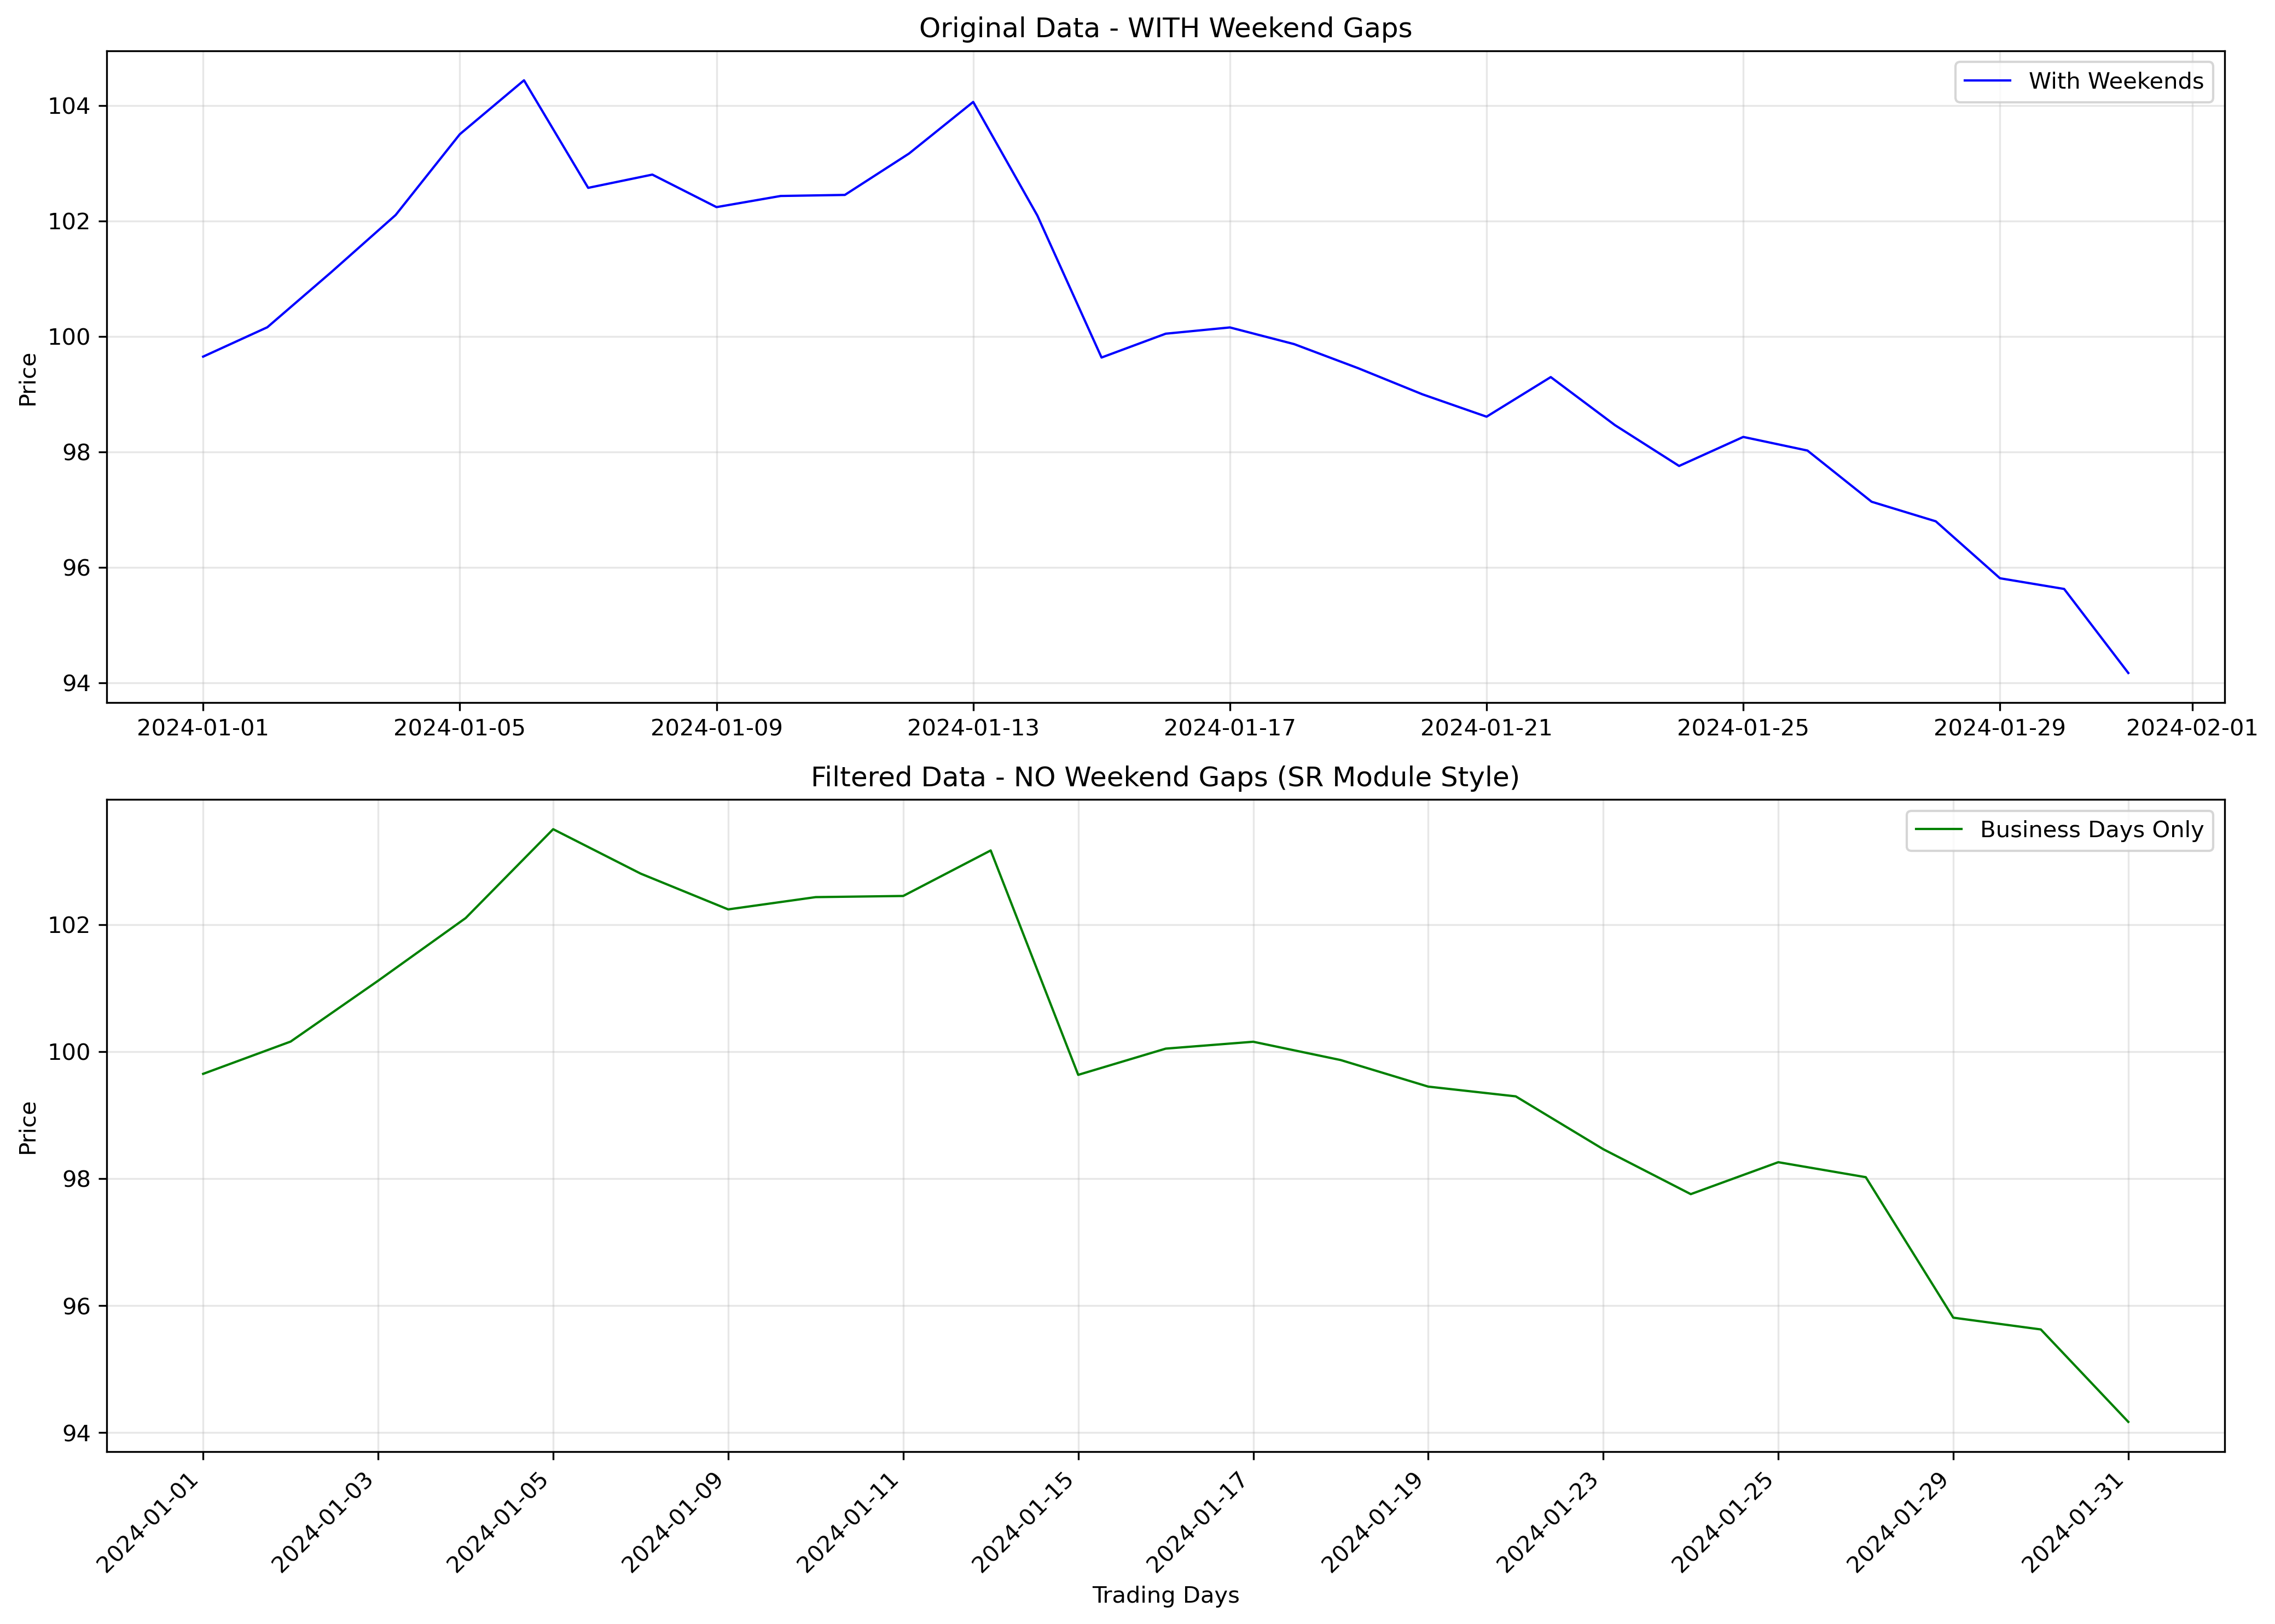 Original Data - WITH Weekend Gaps
With Weekends
104
102
100
98
96
94
Price
2024-01-01 2024-01-05 2024-01-09 2024-01-13 2024-01-17 2024-01-21 2024-01-25 2024-01-29 2024-02-01
Filtered Data - NO Weekend Gaps (SR Module Style)
Business Days Only
102
100
98
96
94
Price
2024-01-01 2024-01-03 2024-01-05 2024-01-09 2024-01-11 2024-01-15 2024-01-17 2024-01-19 2024-01-23 2024-01-25 2024-01-29 2024-01-31
Trading Days